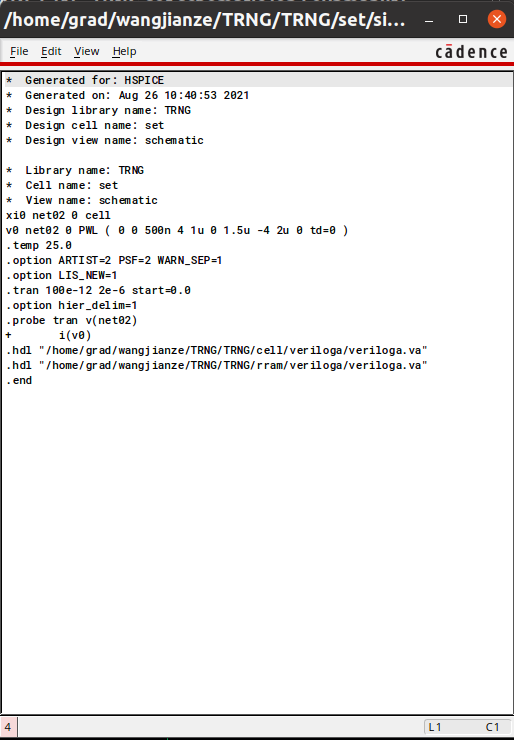 /home/grad/wangjianze/TRNG/TRNG/set/si...
File Edit View Help
cādence
* Generated for: HSPICE
* Generated on: Aug 26 10:40:53 2021
* Design library name: TRNG
* Design cell name: set
* Design view name: schematic
* Library name: TRNG
* Cell name: set
* View name: schematic
xi0 net02 0 cell
v0 net02 0 PWL ( 0 0 500n 4 1u 0 1.5u -4 2u 0 td=0 )
.temp 25.0
.option ARTIST=2 PSF=2 WARN_SEP=1
.option LIS_NEW=1
.tran 100e-12 2e-6 start=0.0
.option hier_delim=1
.probe tran v(net02)
+ i(v0)
.hdl "/home/grad/wangjianze/TRNG/TRNG/cell/veriloga/veriloga.va"
.hdl "/home/grad/wangjianze/TRNG/TRNG/rram/veriloga/veriloga.va"
.end
4
L1 C1